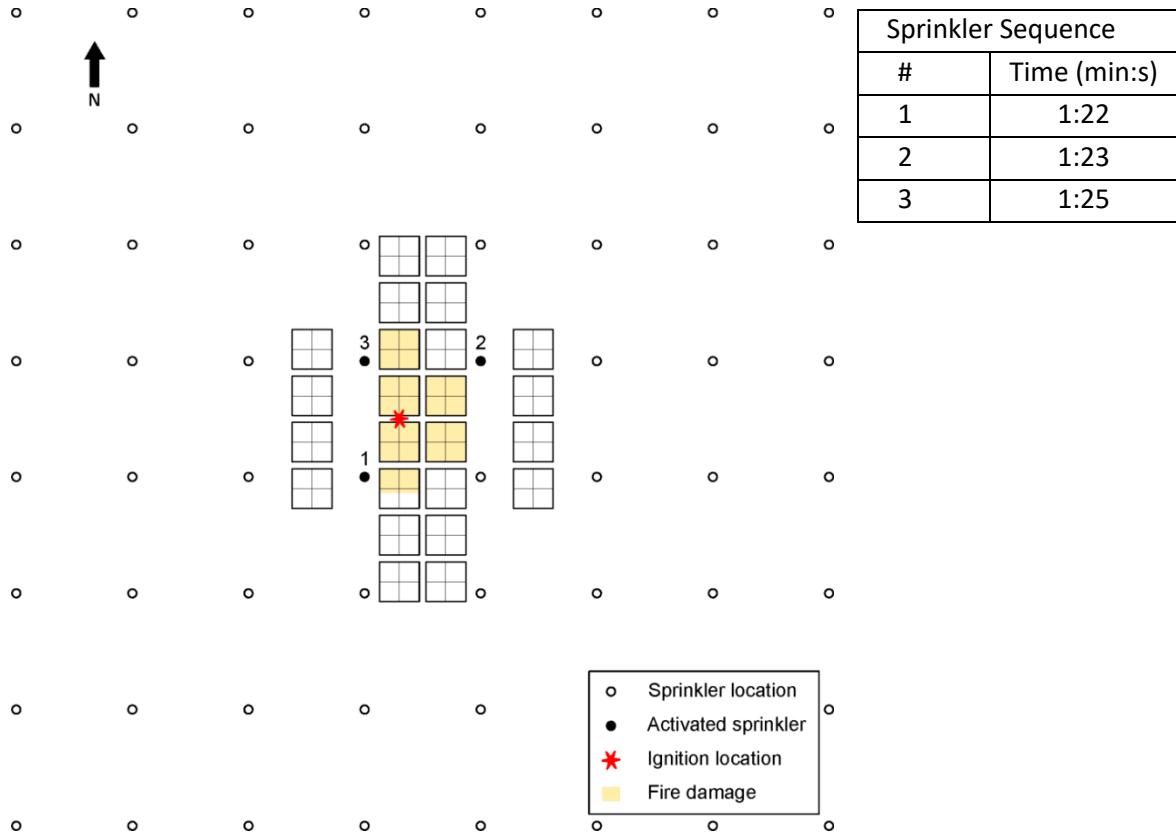 N
Sprinkler Sequence
# Time (min:s)
1 1:22
2 1:23
3 1:25
3 2
1
Sprinkler location
Activated sprinkler
Ignition location
Fire damage